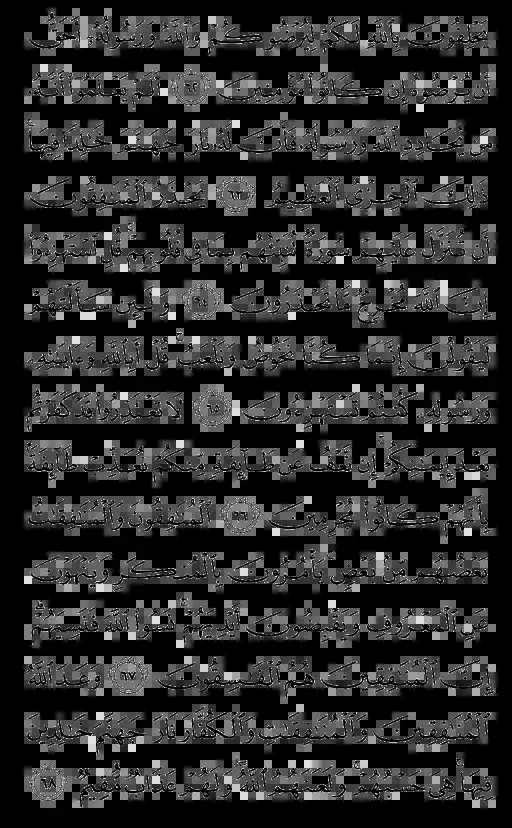 يَحْلِفُونَ بِٱللَّهِ لَكُمْ لِيُرْضُوكُمْ وَٱللَّهُ وَرَسُولُهُۥٓ أَحَقُّ
أَن يُرْضُوهُ إِن كَانُوا۟ مُؤْمِنِينَ ٦٢ أَلَمْ يَعْلَمُوٓا۟ أَنَّهُۥ
مَن يُحَادِدِ ٱللَّهَ وَرَسُولَهُۥ فَأَنَّ لَهُۥ نَارَ جَهَنَّمَ خَٰلِدًا فِيهَا
ذَٰلِكَ ٱلْخِزْىُ ٱلْعَظِيمُ ٦٣ يَحْذَرُ ٱلْمُنَٰفِقُونَ
أَن تُنَزَّلَ عَلَيْهِمْ سُورَةٌ تُنَبِّئُهُم بِمَا فِى قُلُوبِهِمْ قُلِ ٱسْتَهْزِءُوٓا۟
إِنَّ ٱللَّهَ مُخْرِجٌ مَّا تَحْذَرُونَ ٦٤ وَلَئِن سَأَلْتَهُمْ
لَيَقُولُنَّ إِنَّمَا كُنَّا نَخُوضُ وَنَلْعَبُ قُلْ أَبِٱللَّهِ وَءَايَٰتِهِۦ
وَرَسُولِهِۦ كُنتُمْ تَسْتَهْزِءُونَ ٦٥ لَا تَعْتَذِرُوا۟ قَدْ كَفَرْتُم
بَعْدَ إِيمَٰنِكُمْ إِن نَّعْفُ عَن طَآئِفَةٍ مِّنكُمْ نُعَذِّبْ طَآئِفَةًۢ
بِأَنَّهُمْ كَانُوا۟ مُجْرِمِينَ ٦٦ ٱلْمُنَٰفِقُونَ وَٱلْمُنَٰفِقَٰتُ
بَعْضُهُم مِّنۢ بَعْضٍ يَأْمُرُونَ بِٱلْمُنكَرِ وَيَنْهَوْنَ
عَنِ ٱلْمَعْرُوفِ وَيَقْبِضُونَ أَيْدِيَهُمْ نَسُوا۟ ٱللَّهَ فَنَسِيَهُمْ
إِنَّ ٱلْمُنَٰفِقِينَ هُمُ ٱلْفَٰسِقُونَ ٦٧ وَعَدَ ٱللَّهُ
ٱلْمُنَٰفِقِينَ وَٱلْمُنَٰفِقَٰتِ وَٱلْكُفَّارَ نَارَ جَهَنَّمَ خَٰلِدِينَ
فِيهَا هِىَ حَسْبُهُمْ وَلَعَنَهُمُ ٱللَّهُ وَلَهُمْ عَذَابٌ مُّقِيمٌ ٦٨